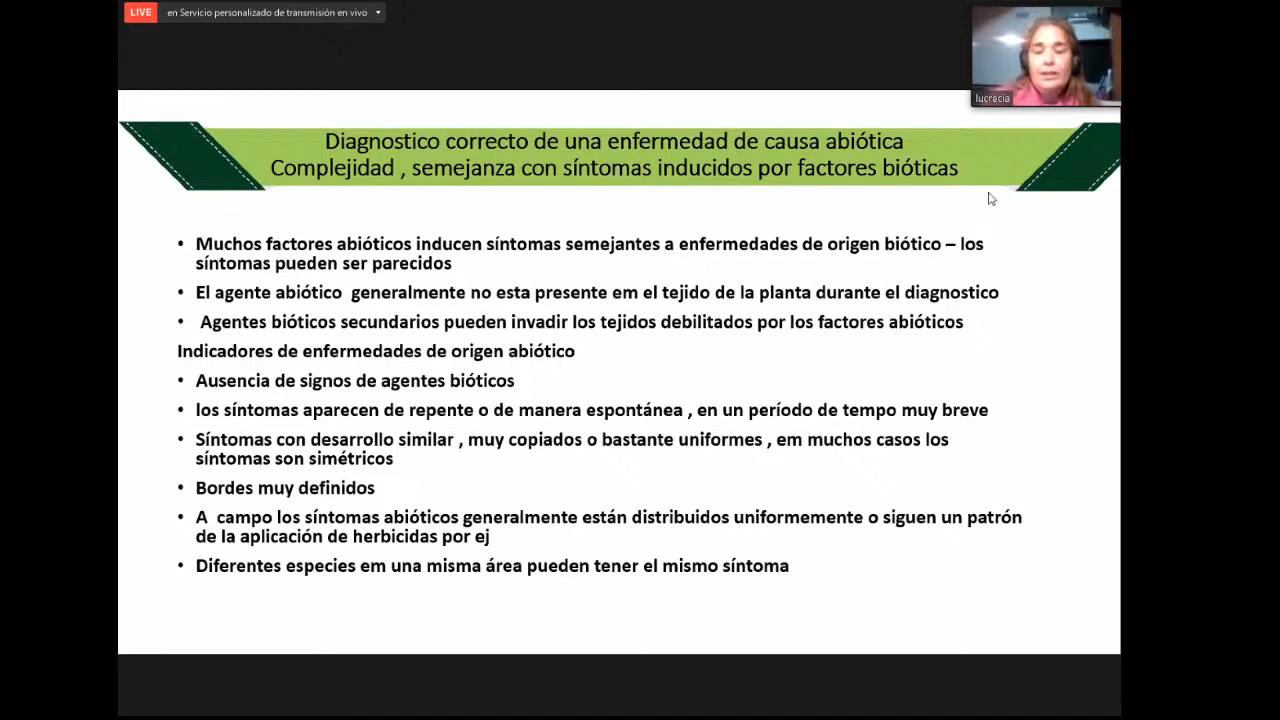 LIVE en Servicio personalizado de transmisión en vivo
lucrecia
Diagnostico correcto de una enfermedad de causa abiótica
Complejidad , semejanza con síntomas inducidos por factores bióticas
• Muchos factores abióticos inducen síntomas semejantes a enfermedades de origen biótico – los
síntomas pueden ser parecidos
• El agente abiótico generalmente no esta presente em el tejido de la planta durante el diagnostico
• Agentes bióticos secundarios pueden invadir los tejidos debilitados por los factores abióticos
Indicadores de enfermedades de origen abiótico
• Ausencia de signos de agentes bióticos
• los síntomas aparecen de repente o de manera espontánea , en un período de tempo muy breve
• Síntomas con desarrollo similar , muy copiados o bastante uniformes , em muchos casos los
síntomas son simétricos
• Bordes muy definidos
• A campo los síntomas abióticos generalmente están distribuidos uniformemente o siguen un patrón
de la aplicación de herbicidas por ej
• Diferentes especies em una misma área pueden tener el mismo síntoma